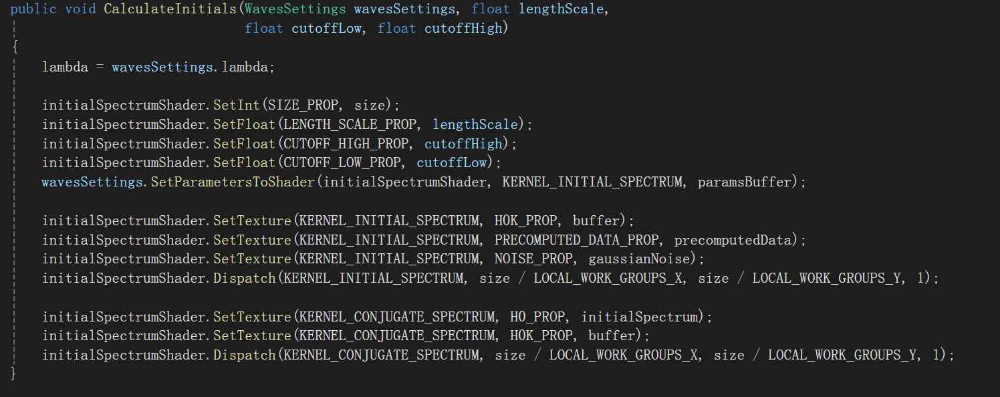 public void CalculateInitials(WavesSettings wavesSettings, float lengthScale,
                              float cutoffLow, float cutoffHigh)
{
    lambda = wavesSettings.lambda;

    initialSpectrumShader.SetInt(SIZE_PROP, size);
    initialSpectrumShader.SetFloat(LENGTH_SCALE_PROP, lengthScale);
    initialSpectrumShader.SetFloat(CUTOFF_HIGH_PROP, cutoffHigh);
    initialSpectrumShader.SetFloat(CUTOFF_LOW_PROP, cutoffLow);
    wavesSettings.SetParametersToShader(initialSpectrumShader, KERNEL_INITIAL_SPECTRUM, paramsBuffer);

    initialSpectrumShader.SetTexture(KERNEL_INITIAL_SPECTRUM, H0K_PROP, buffer);
    initialSpectrumShader.SetTexture(KERNEL_INITIAL_SPECTRUM, PRECOMPUTED_DATA_PROP, precomputedData);
    initialSpectrumShader.SetTexture(KERNEL_INITIAL_SPECTRUM, NOISE_PROP, gaussianNoise);
    initialSpectrumShader.Dispatch(KERNEL_INITIAL_SPECTRUM, size / LOCAL_WORK_GROUPS_X, size / LOCAL_WORK_GROUPS_Y, 1);

    initialSpectrumShader.SetTexture(KERNEL_CONJUGATE_SPECTRUM, H0_PROP, initialSpectrum);
    initialSpectrumShader.SetTexture(KERNEL_CONJUGATE_SPECTRUM, H0K_PROP, buffer);
    initialSpectrumShader.Dispatch(KERNEL_CONJUGATE_SPECTRUM, size / LOCAL_WORK_GROUPS_X, size / LOCAL_WORK_GROUPS_Y, 1);
}